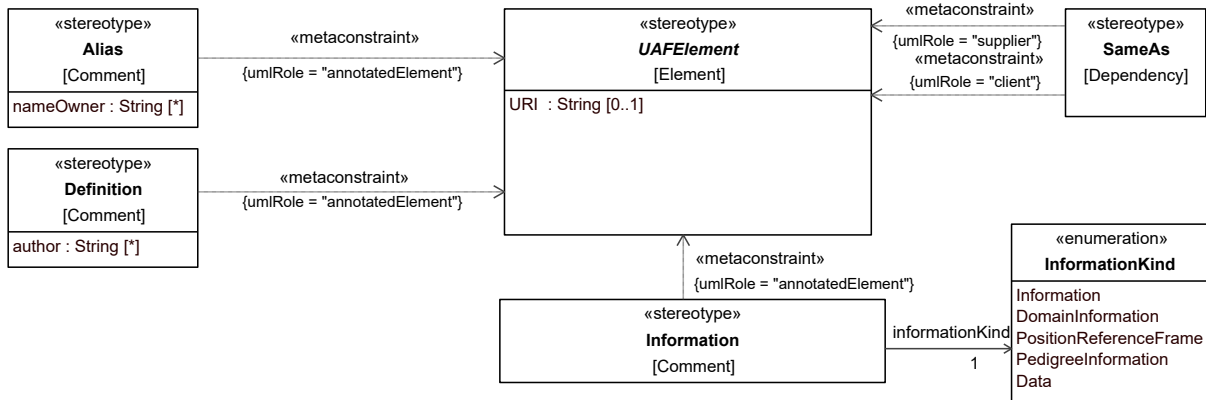 «stereotype»
Alias
[Comment]
nameOwner : String [*]
«metaconstraint»
{umlRole = "annotatedElement"}
«stereotype»
UAFElement
[Element]
URI : String [0..1]
«metaconstraint»
{umlRole = "supplier"}
«metaconstraint»
{umlRole = "client"}
«stereotype»
SameAs
[Dependency]
«stereotype»
Definition
[Comment]
author : String [*]
«metaconstraint»
{umlRole = "annotatedElement"}
«metaconstraint»
{umlRole = "annotatedElement"}
«stereotype»
Information
[Comment]
informationKind
1
«enumeration»
InformationKind
Information
DomainInformation
PositionReferenceFrame
PedigreeInformation
Data